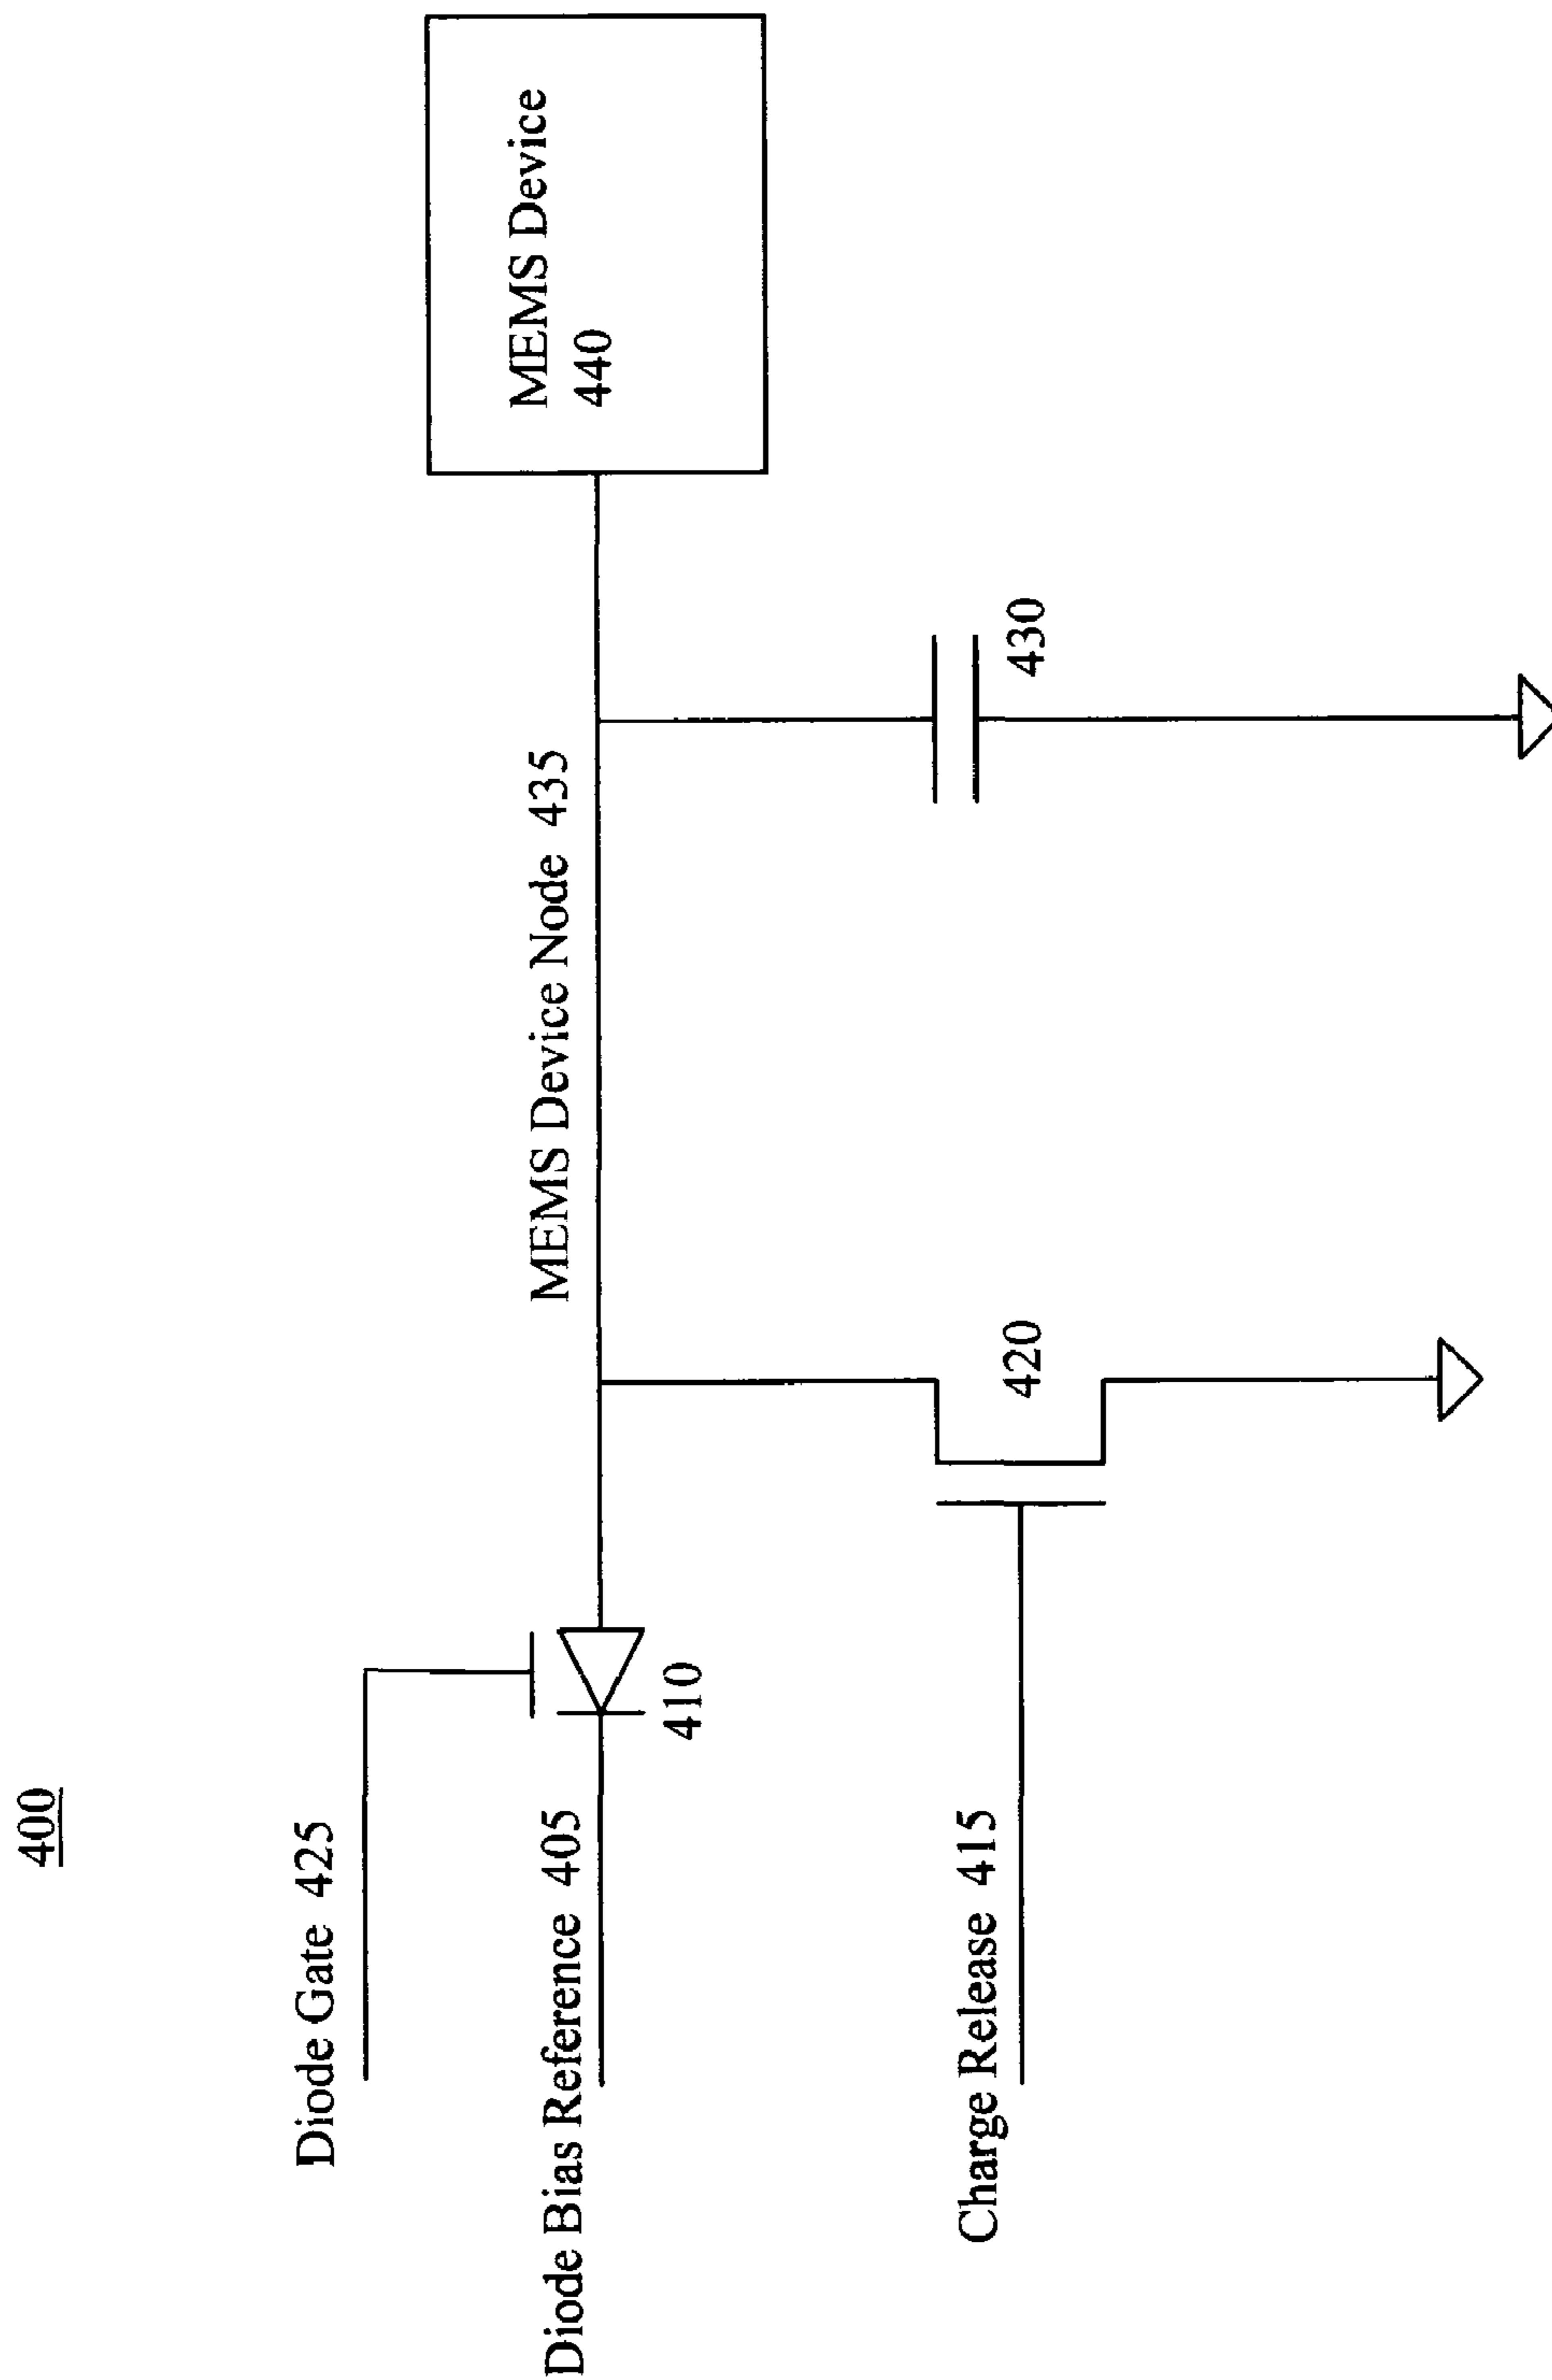 400
Diode Gate 425
Diode Bias Reference 405
410
Charge Release 415
420
MEMS Device Node 435
430
MEMS Device
440